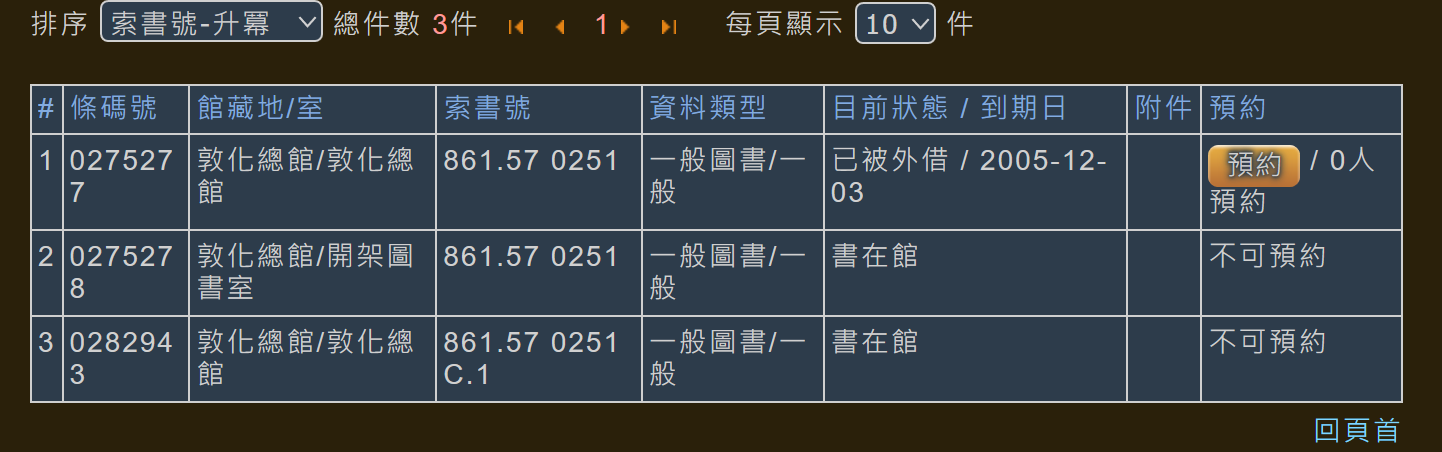 排序 索書號-升冪 總件數 3件 1 每頁顯示 10 件
# 條碼號 館藏地/室 索書號 資料類型 目前狀態 / 到期日 附件 預約
1 027527 敦化總館/敦化總 861.57 0251 一般圖書/一 已被外借 / 2005-12- 預約 / 0人
7 館 般 03 預約
2 027527 敦化總館/開架圖 861.57 0251 一般圖書/一 書在館 不可預約
8 書室 般
3 028294 敦化總館/敦化總 861.57 0251 一般圖書/一 書在館 不可預約
3 館 C.1 般
回頁首